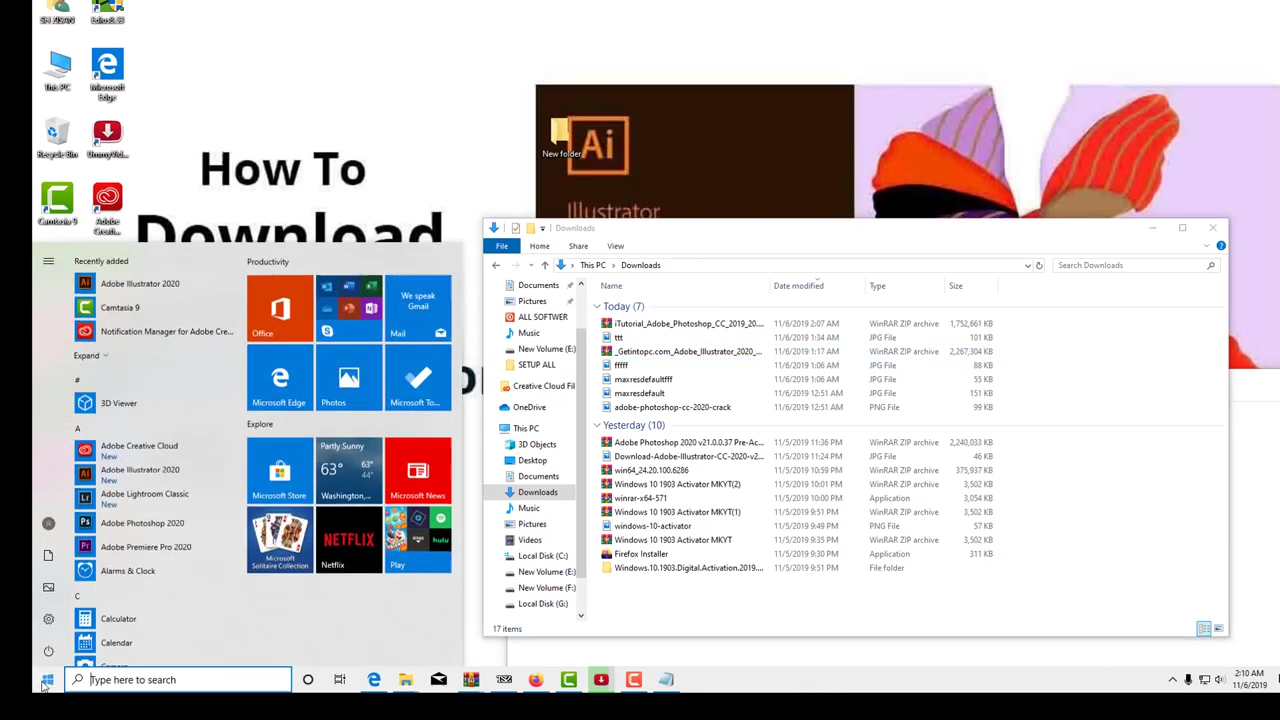 SH ZISAN
Edius8.53
This PC
Microsoft Edge
Recycle Bin
UmmyVid...
Camtasia 9
Adobe Creati...
How To
Download
New folder
Ai
Illustrator
Recently added
Adobe Illustrator 2020
Camtasia 9
Notification Manager for Adobe Cre...
Expand
#
3D Viewer
A
Adobe Creative Cloud
New
Adobe Illustrator 2020
New
Adobe Lightroom Classic
New
Adobe Photoshop 2020
Adobe Premiere Pro 2020
Alarms & Clock
C
Calculator
Calendar
Productivity
Office
We speak Gmail
Mail
Microsoft Edge
Photos
Microsoft To...
Explore
Microsoft Store
Partly Sunny
63°
67°
44°
Washington,...
Microsoft News
Microsoft Solitaire Collection
NETFLIX
Netflix
hulu
Play
Downloads
File
Home
Share
View
This PC
Downloads
Search Downloads
Documents
Pictures
ALL SOFTWER
Music
New Volume (E:)
SETUP ALL
Creative Cloud Fil
OneDrive
This PC
3D Objects
Desktop
Documents
Downloads
Music
Pictures
Videos
Local Disk (C:)
New Volume (E:)
New Volume (F:)
Local Disk (G:)
Name Date modified Type Size
Today (7)
iTutorial_Adobe_Photoshop_CC_2019_20.... 11/6/2019 2:07 AM WinRAR ZIP archive 1,752,661 KB
ttt 11/6/2019 1:34 AM JPG File 101 KB
_Getintopc.com_Adobe_Illustrator_2020_... 11/6/2019 1:17 AM WinRAR ZIP archive 2,267,304 KB
fffff 11/6/2019 1:06 AM JPG File 88 KB
maxresdefaultfff 11/6/2019 1:06 AM JPG File 55 KB
maxresdefault 11/6/2019 12:51 AM JPG File 151 KB
adobe-photoshop-cc-2020-crack 11/6/2019 12:51 AM PNG File 99 KB
Yesterday (10)
Adobe Photoshop 2020 v21.0.0.37 Pre-Ac... 11/5/2019 11:36 PM WinRAR ZIP archive 2,240,033 KB
Download-Adobe-Illustrator-CC-2020-v2... 11/5/2019 11:24 PM WinRAR ZIP archive 46 KB
win64_24.20.100.6286 11/5/2019 10:59 PM WinRAR ZIP archive 375,937 KB
Windows 10 1903 Activator MKYT(2) 11/5/2019 10:01 PM WinRAR ZIP archive 3,502 KB
winrar-x64-571 11/5/2019 10:00 PM Application 3,054 KB
Windows 10 1903 Activator MKYT(1) 11/5/2019 9:51 PM WinRAR ZIP archive 3,502 KB
windows-10-activator 11/5/2019 9:49 PM PNG File 57 KB
Windows 10 1903 Activator MKYT 11/5/2019 9:35 PM WinRAR ZIP archive 3,502 KB
Firefox Installer 11/5/2019 9:30 PM Application 311 KB
Windows.10.1903.Digital.Activation.2019.... 11/5/2019 9:51 PM File folder
17 items
Type here to search
2:10 AM
11/6/2019